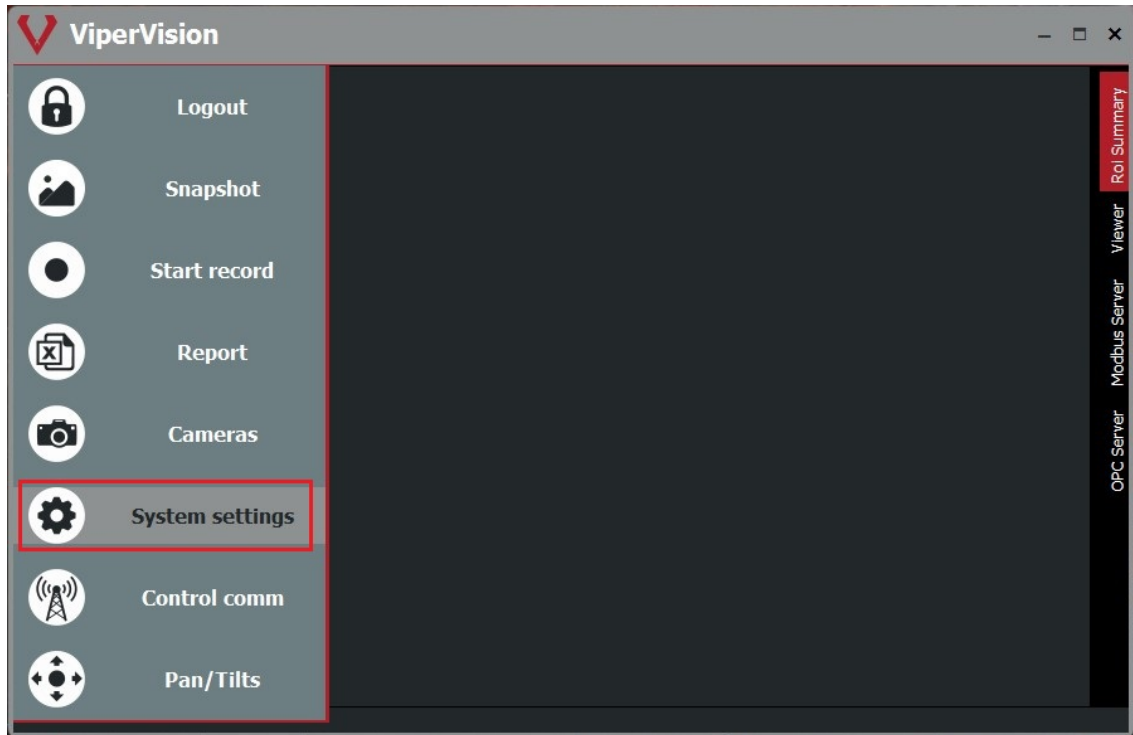 ViperVision
Logout
Snapshot
Start record
Report
Cameras
System settings
Control comm
Pan/Tilts
RoI Summary
Viewer
Modbus Server
OPC Server